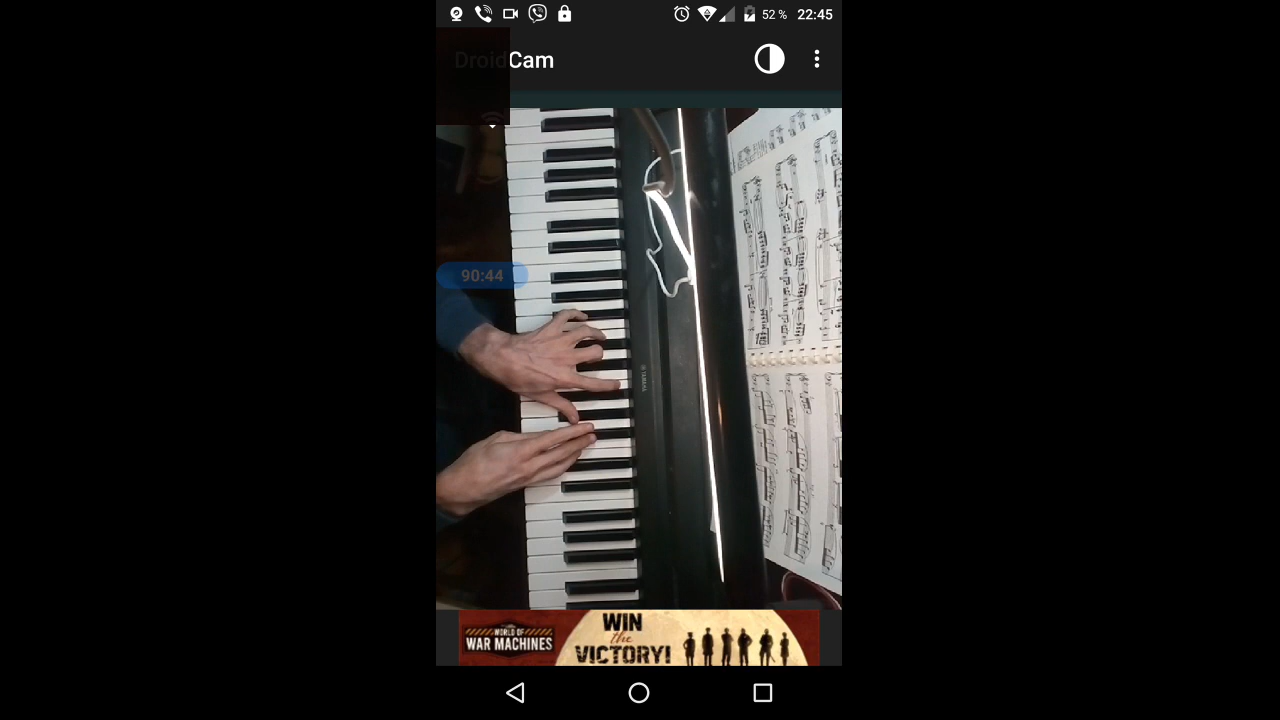 52 % 22:45
DroidCam
90:44
YAMAHA
WORLD OF
WAR MACHINES
WIN
the
VICTORY!